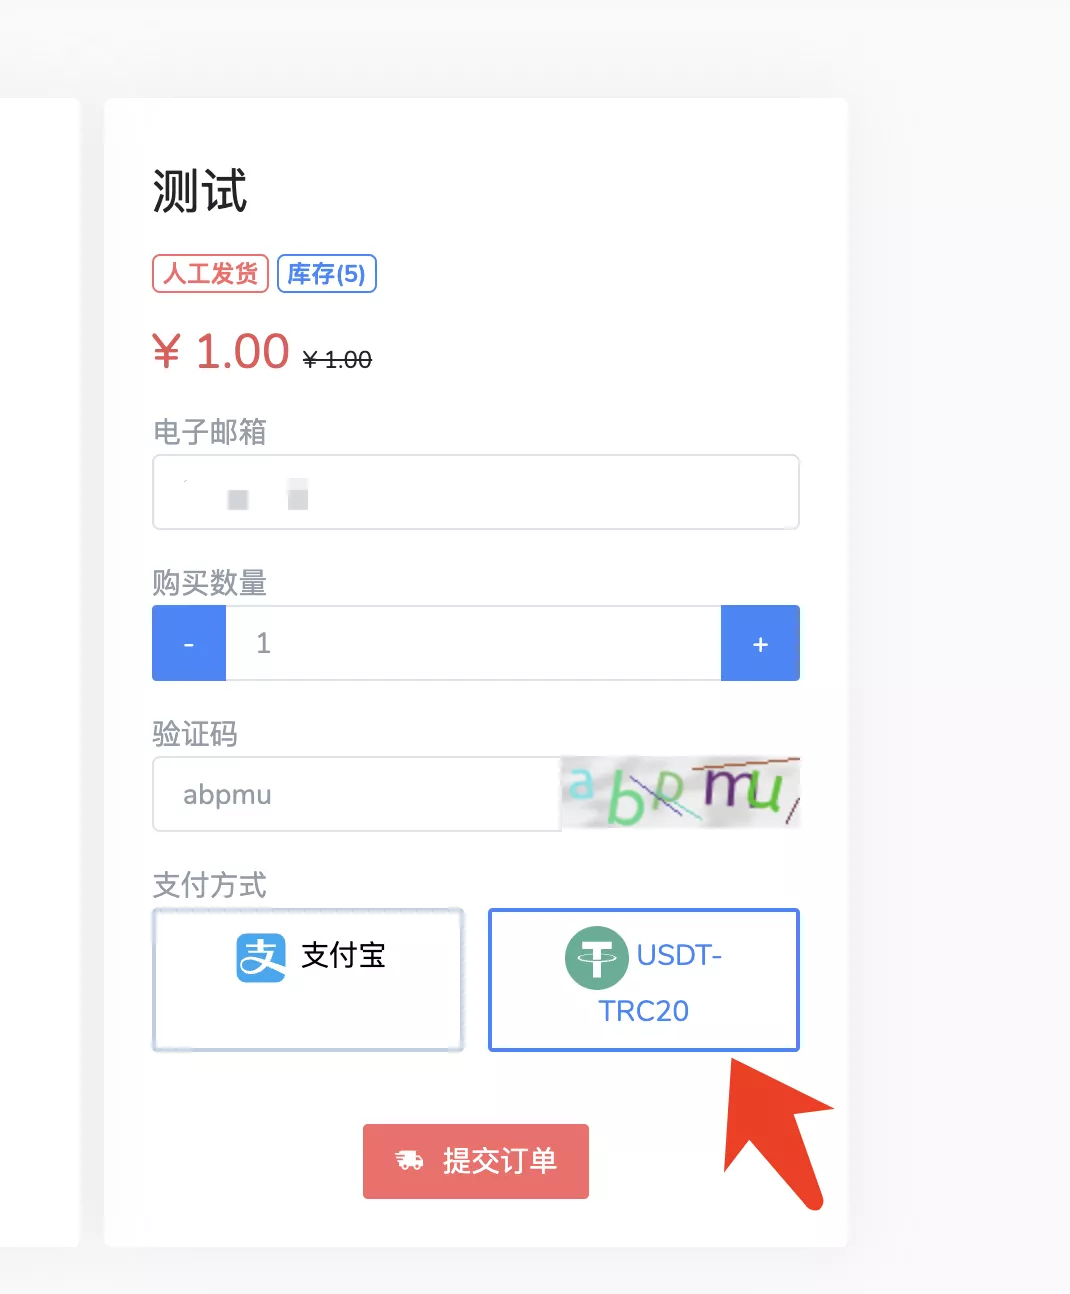 测试
人工发货 库存(5)
¥ 1.00 ¥ 1.00
电子邮箱
购买数量
- 1 +
验证码
abpmu abpmu
支付方式
支 支付宝 USDT-
TRC20
提交订单